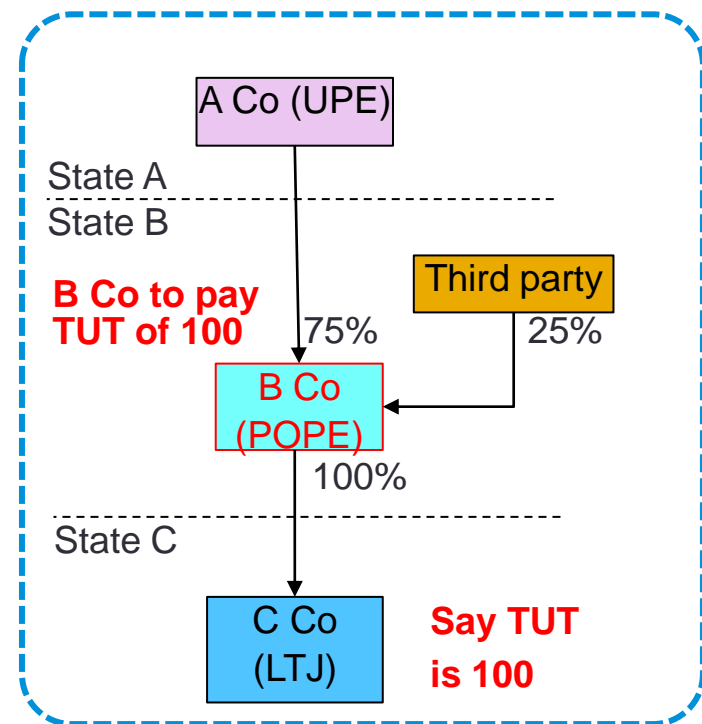 A Co (UPE)
State A
State B
Third party
B Co to pay
TUT of 100
75%
25%
B Co
(POPE)
100%
State C
C Co
(LTJ)
Say TUT
is 100